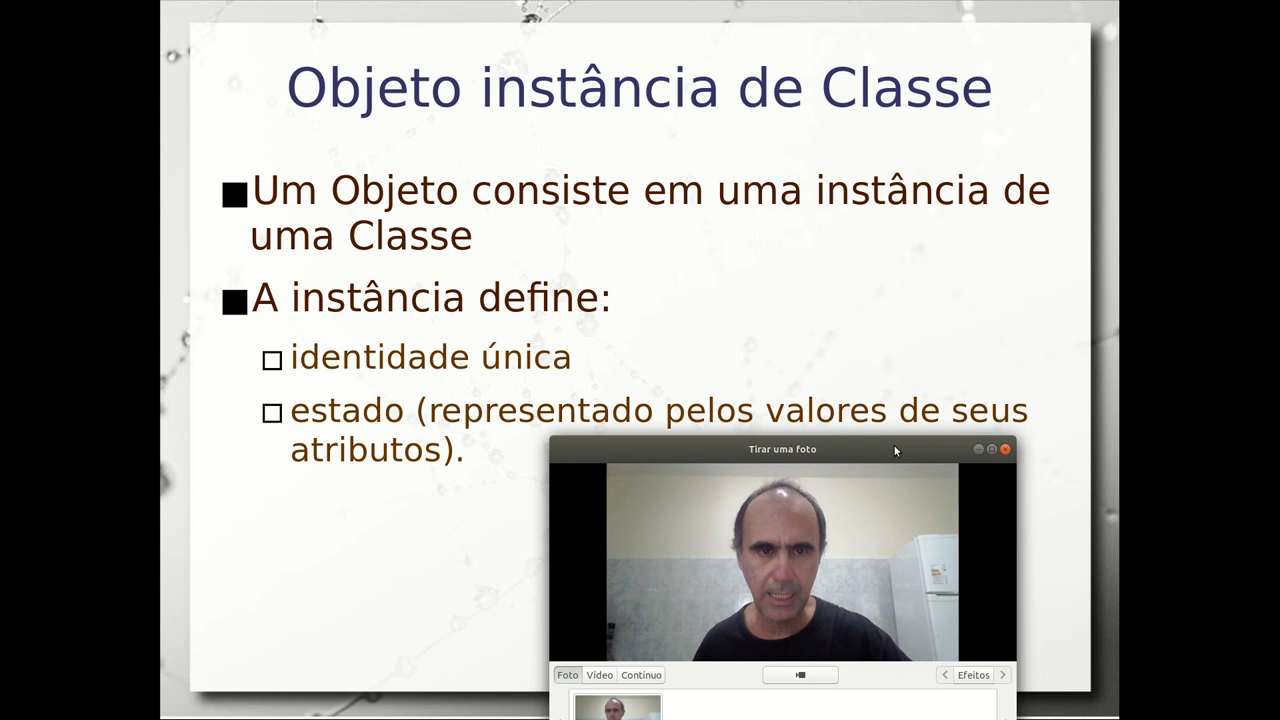 Objeto instância de Classe
Um Objeto consiste em uma instância de
uma Classe
A instância define:
identidade única
estado (representado pelos valores de seus
atributos).
Tirar uma foto
Foto Vídeo Contínuo Efeitos